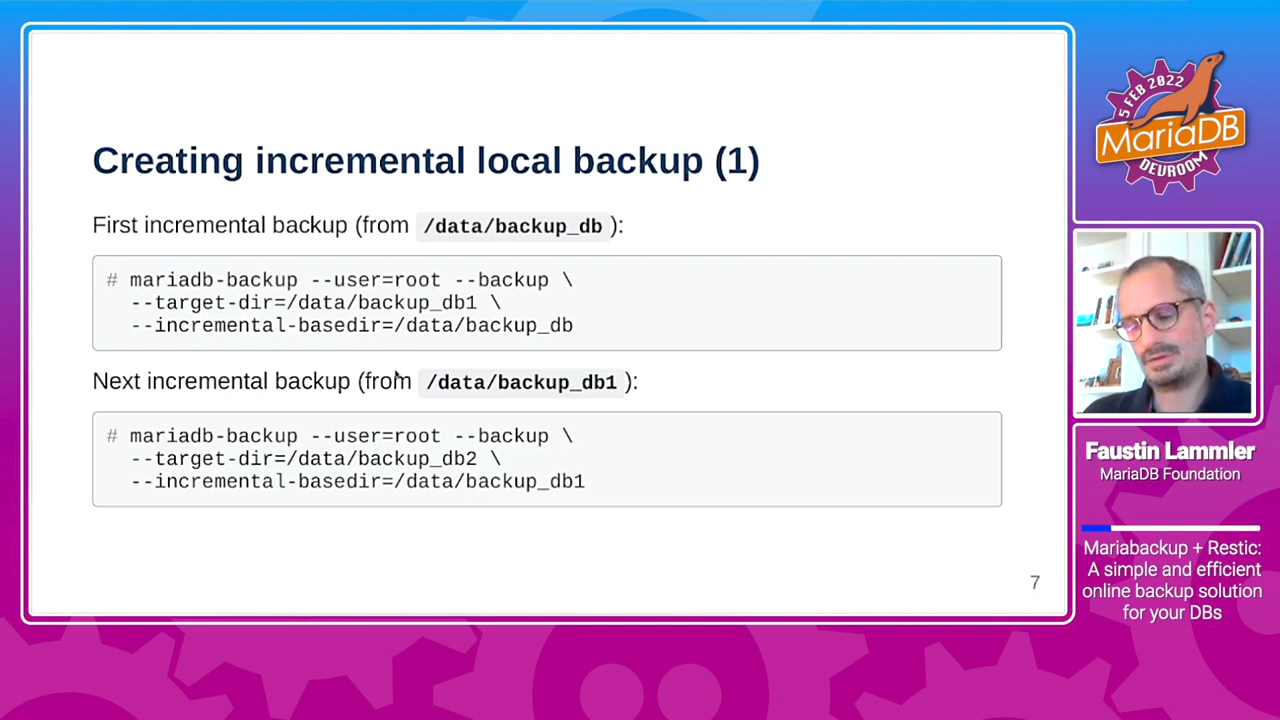 Creating incremental local backup (1)
First incremental backup (from /data/backup_db ):
# mariadb-backup --user=root --backup \
--target-dir=/data/backup_db1 \
--incremental-basedir=/data/backup_db
Next incremental backup (from /data/backup_db1 ):
# mariadb-backup --user=root --backup \
--target-dir=/data/backup_db2 \
--incremental-basedir=/data/backup_db1
7
5 FEB 2022
MariaDB
DEVROOM
Faustin Lammler
MariaDB Foundation
Mariabackup + Restic:
A simple and efficient
online backup solution
for your DBs